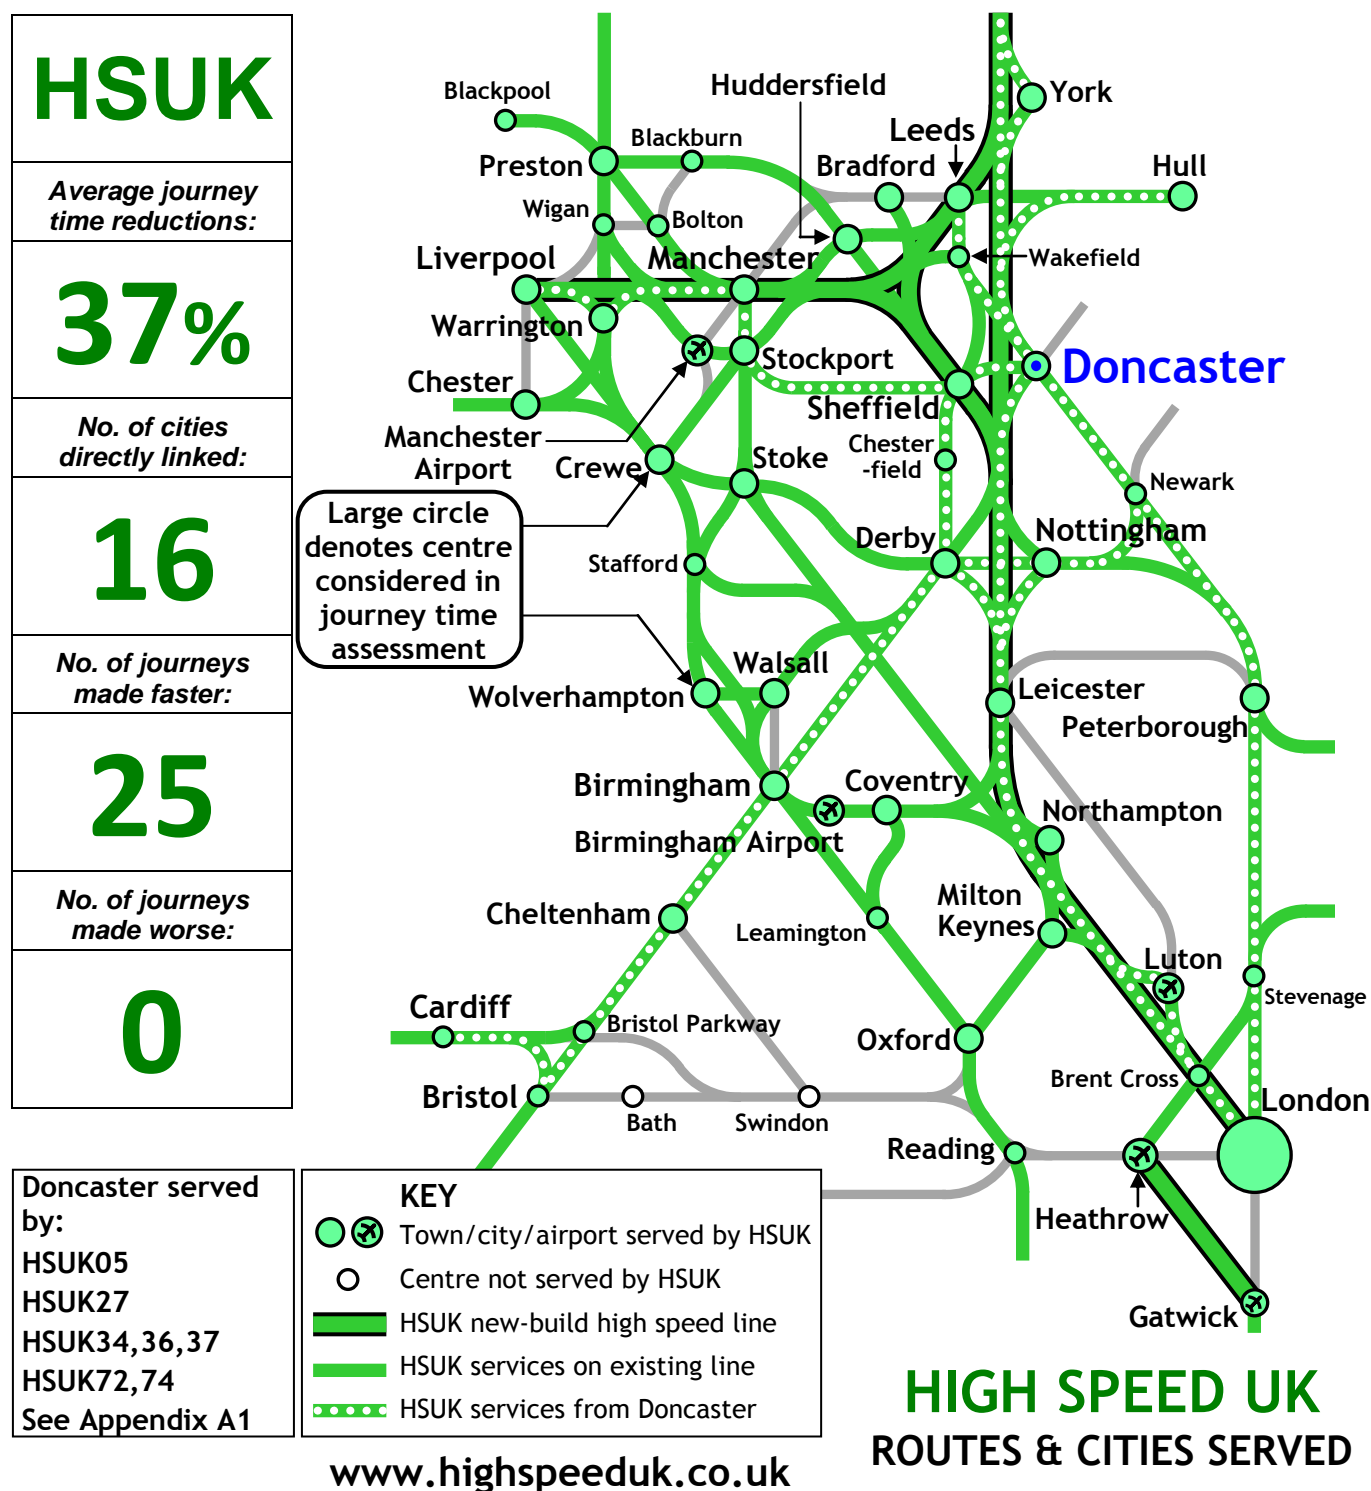 HSUK
Average journey
time reductions:
37%
No. of cities
directly linked:
16
No. of journeys
made faster:
25
No. of journeys
made worse:
0
Doncaster served
by:
HSUK05
HSUK27
HSUK34,36,37
HSUK72,74
See Appendix A1
Blackpool
Huddersfield
York
Blackburn
Leeds
Preston
Bradford
Hull
Wigan
Bolton
Liverpool
Manchester
Wakefield
Warrington
Stockport
Doncaster
Chester
Sheffield
Manchester
Airport
Crewe
Stoke
Chester
-field
Newark
Large circle
denotes centre
considered in
journey time
assessment
Derby
Nottingham
Stafford
Walsall
Wolverhampton
Leicester
Peterborough
Birmingham
Coventry
Northampton
Birmingham Airport
Milton
Keynes
Cheltenham
Leamington
Luton
Cardiff
Bristol Parkway
Oxford
Stevenage
Brent Cross
Bristol
London
Bath
Swindon
Reading
Heathrow
Gatwick
KEY
Town/city/airport served by HSUK
Centre not served by HSUK
HSUK new-build high speed line
HSUK services on existing line
HSUK services from Doncaster
HIGH SPEED UK
ROUTES & CITIES SERVED
www.highspeeduk.co.uk